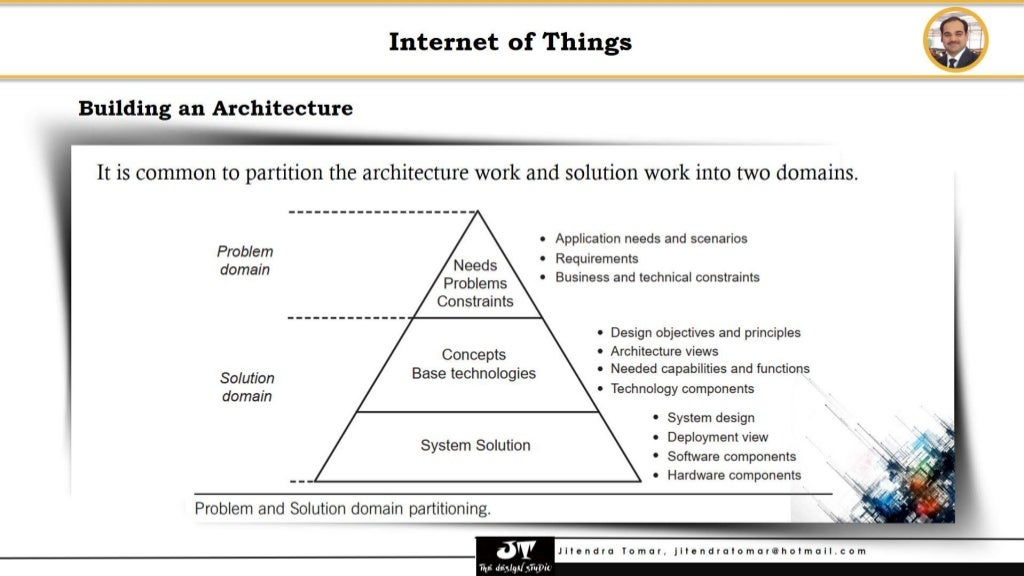 Internet of Things
Building an Architecture
It is common to partition the architecture work and solution work into two domains.
Problem
domain
Needs
Problems
Constraints
• Application needs and scenarios
• Requirements
• Business and technical constraints
Solution
domain
Concepts
Base technologies
• Design objectives and principles
• Architecture views
• Needed capabilities and functions
• Technology components
System Solution
• System design
• Deployment view
• Software components
• Hardware components
Problem and Solution domain partitioning.
JT
The design studio
Jitendra Tomar, jitendratomar@hotmail.com